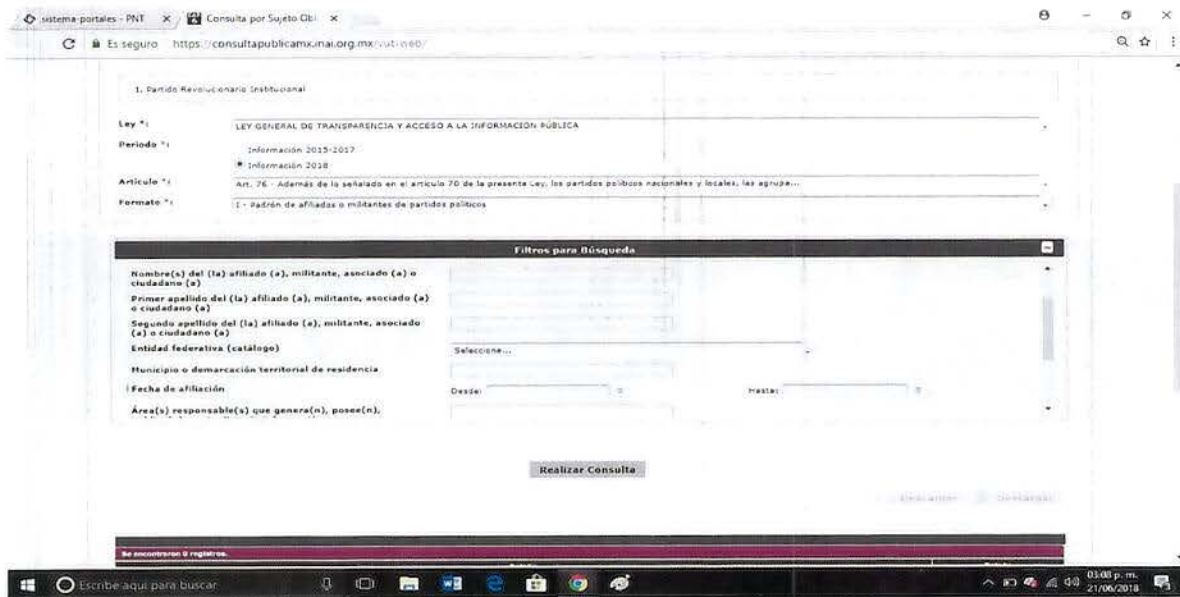 sistema-portales - PNT
Consulta por Sujeto Obl
Es seguro https://consultapublicamx.inai.org.mx/vut-web/
1. Partido Revolucionario Institucional
Ley *:
LEY GENERAL DE TRANSPARENCIA Y ACCESO A LA INFORMACIÓN PÚBLICA
Periodo *:
Información 2015-2017
Información 2018
Artículo *:
Art. 76 - Además de lo señalado en el artículo 70 de la presente Ley, los partidos políticos nacionales y locales, las agrupa...
Formato *:
I - Padrón de afiliados o militantes de partidos políticos
Filtros para Búsqueda
Nombre(s) del (la) afiliado (a), militante, asociado (a) o
ciudadano (a)
Primer apellido del (la) afiliado (a), militante, asociado (a)
o ciudadano (a)
Segundo apellido del (la) afiliado (a), militante, asociado
(a) o ciudadano (a)
Entidad federativa (catálogo)
Seleccione...
Municipio o demarcación territorial de residencia
Fecha de afiliación
Desde:
Hasta:
Área(s) responsable(s) que genera(n), posee(n),
Realizar Consulta
Descargar
Se encontraron 0 registros.
Escribe aquí para buscar
03:08 p. m.
21/06/2018